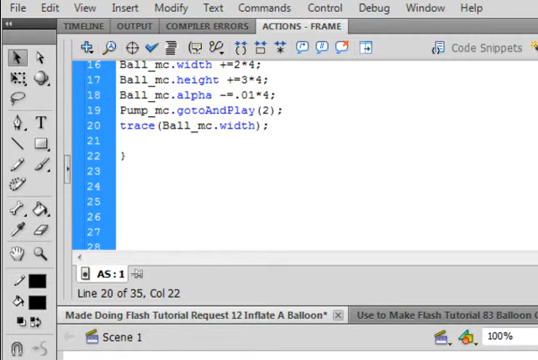 File Edit View Insert Modify Text Commands Control Debug Window Help
TIMELINE OUTPUT COMPILER ERRORS ACTIONS - FRAME
Code Snippets
16 Ball_mc.width +=2*4;
17 Ball_mc.height +=3*4;
18 Ball_mc.alpha -=.01*4;
19 Pump_mc.gotoAndPlay(2);
20 trace(Ball_mc.width);
21
22 }
23
24
25
26
27
28
AS:1
Line 20 of 35, Col 22
Made Doing Flash Tutorial Request 12 Inflate A Balloon* Use to Make Flash Tutorial 83 Balloon
Scene 1 100%